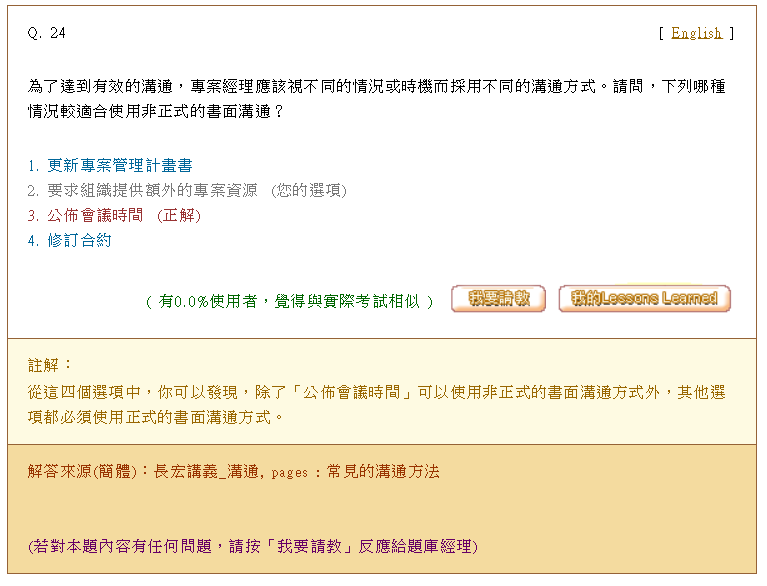 Q. 24
[ English ]
為了達到有效的溝通，專案經理應該視不同的情況或時機而採用不同的溝通方式。請問，下列哪種
情況較適合使用非正式的書面溝通？
1. 更新專案管理計畫書
2. 要求組織提供額外的專案資源 (您的選項)
3. 公佈會議時間 (正解)
4. 修訂合約
( 有0.0%使用者，覺得與實際考試相似 )
我要請教
我的Lessons Learned
註解：
從這四個選項中，你可以發現，除了「公佈會議時間」可以使用非正式的書面溝通方式外，其他選
項都必須使用正式的書面溝通方式。
解答來源(簡體)：長宏講義_溝通, pages : 常見的溝通方法
(若對本題內容有任何問題，請按「我要請教」反應給題庫經理)